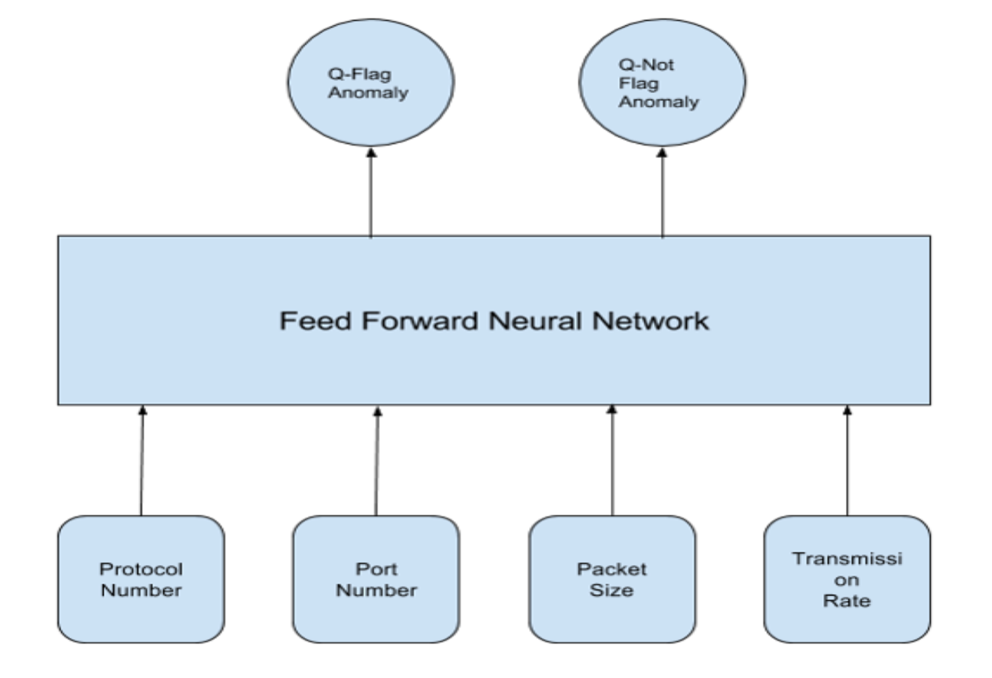 Q-Flag
Anomaly
Q-Not
Flag
Anomaly
Feed Forward Neural Network
Protocol
Number
Port
Number
Packet
Size
Transmissi
on
Rate